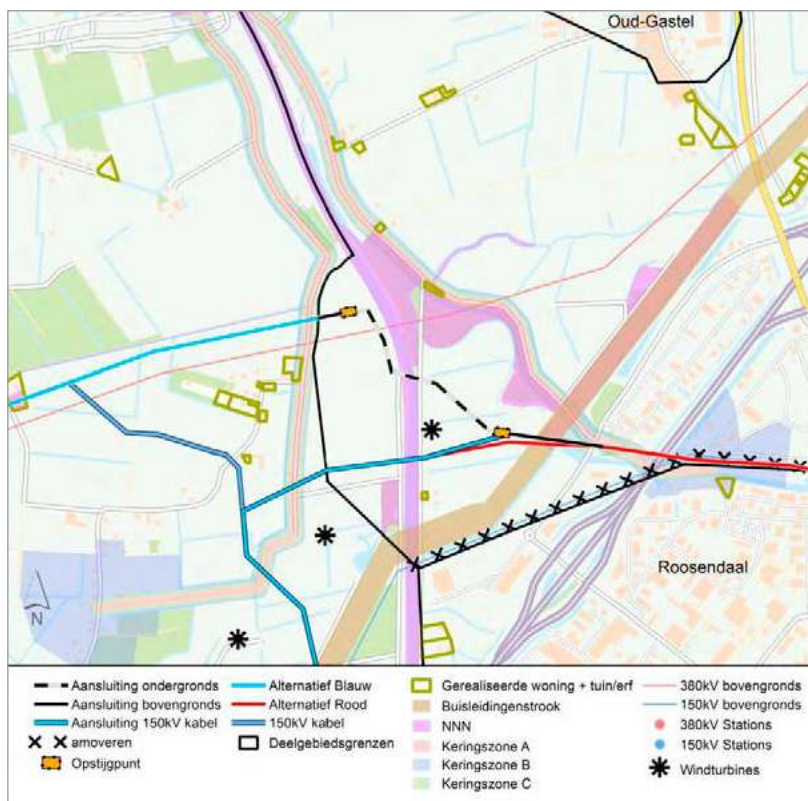 Oud-Gastel
Roosendaal
N
Aansluiting ondergronds
Aansluiting bovengronds
Aansluiting 150kV kabel
amoveren
Opstijgpunt
Alternatief Blauw
Alternatief Rood
150kV kabel
Deelgebiedsgrenzen
Gerealiseerde woning + tuin/erf
Buisleidingenstrook
NNN
Keringszone A
Keringszone B
Keringszone C
380kV bovengronds
150kV bovengronds
380kV Stations
150kV Stations
Windturbines